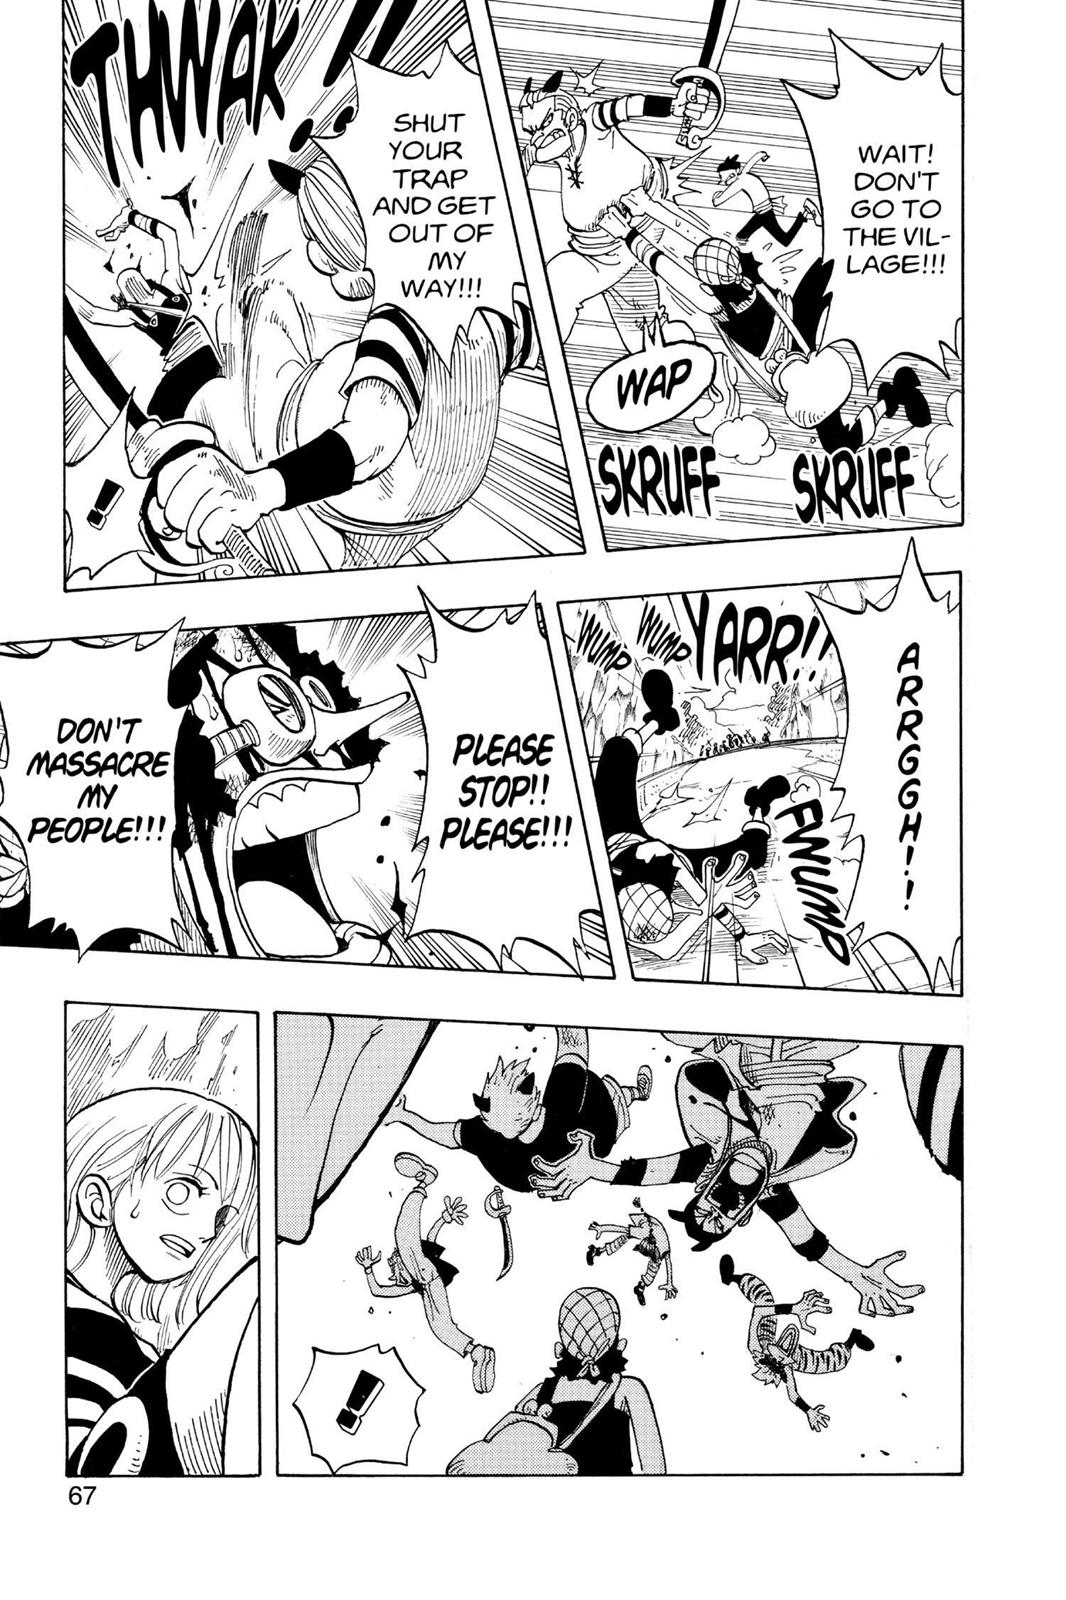 WAIT!
DON'T
GO TO
THE VIL-
LAGE!!!
WAP
SKRUFF
SKRUFF
THWAK!!
SHUT
YOUR
TRAP
AND GET
OUT OF
MY
WAY!!!
!
ARRGGH!!
YARR!!
WUMP
WUMP
FWUMP
PLEASE
STOP!!
PLEASE!!!
DON'T
MASSACRE
MY
PEOPLE!!!
!!
67